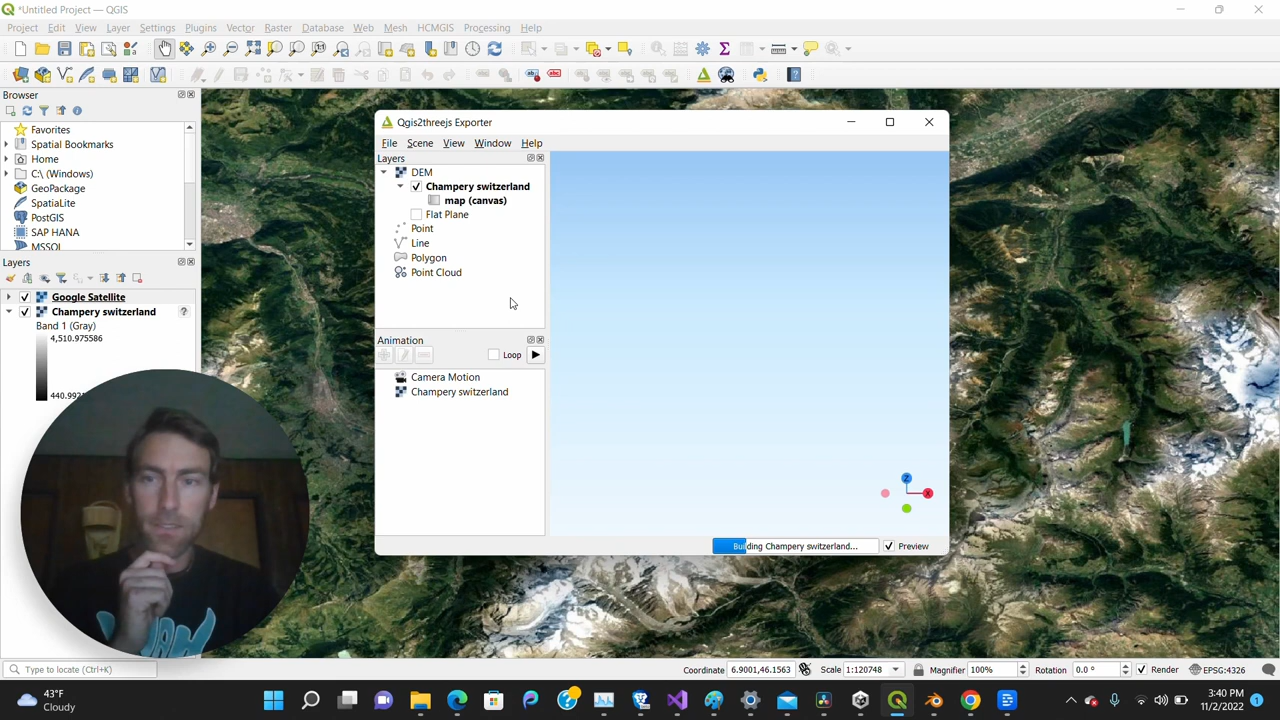 *Untitled Project — QGIS
Project Edit View Layer Settings Plugins Vector Raster Database Web Mesh HCMGIS Processing Help
Browser
Favorites
Spatial Bookmarks
Home
C:\ (Windows)
GeoPackage
SpatiaLite
PostGIS
SAP HANA
MSSQL
Layers
Google Satellite
Champery switzerland ?
Band 1 (Gray)
4,510.975586
Qgis2threejs Exporter
File Scene View Window Help
Layers
DEM
Champery switzerland
map (canvas)
Flat Plane
Point
Line
Polygon
Point Cloud
Animation
Loop
Camera Motion
Champery switzerland
Z
X
Building Champery switzerland...
Preview
Type to locate (Ctrl+K)
Coordinate 6.9001,46.1563 Scale 1:120748 Magnifier 100% Rotation 0.0 ° Render EPSG:4326
43°F
Cloudy
3:40 PM
11/2/2022
1